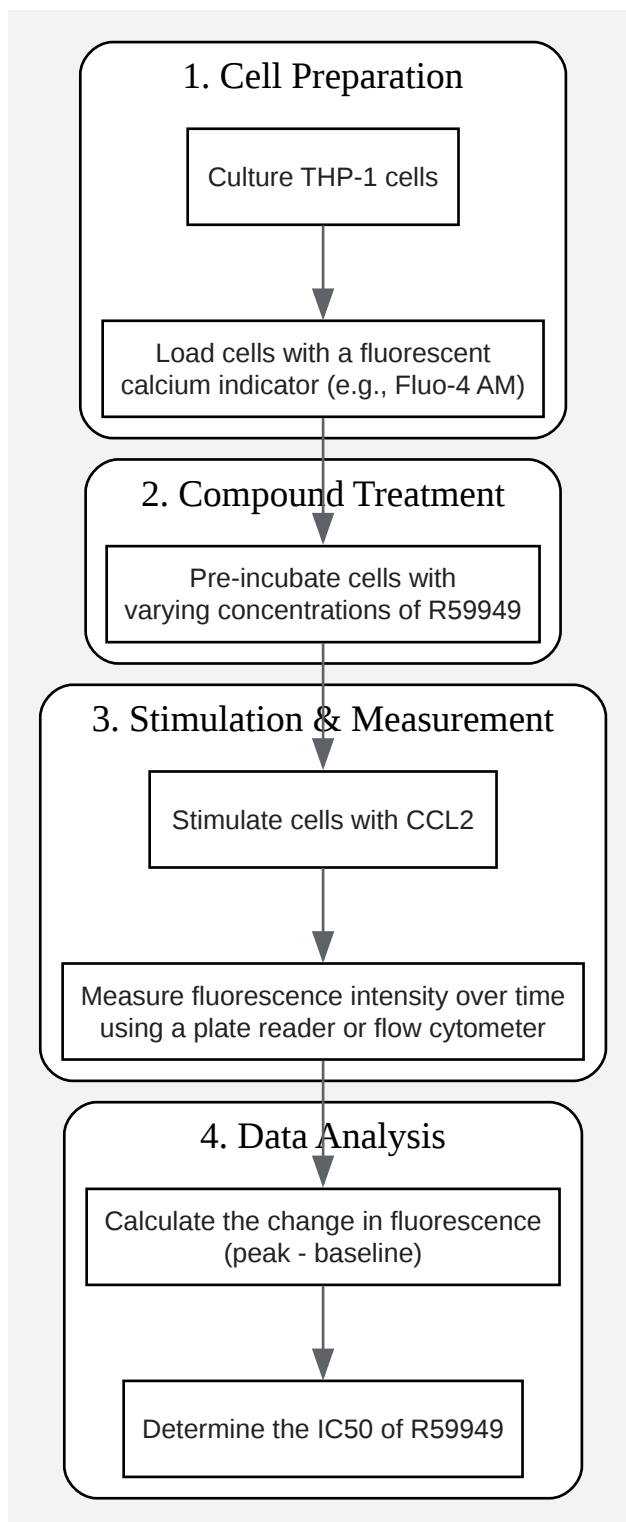 1. Cell Preparation
Culture THP-1 cells
Load cells with a fluorescent
calcium indicator (e.g., Fluo-4 AM)
2. Compound Treatment
Pre-incubate cells with
varying concentrations of R59949
3. Stimulation & Measurement
Stimulate cells with CCL2
Measure fluorescence intensity over time
using a plate reader or flow cytometer
4. Data Analysis
Calculate the change in fluorescence
(peak - baseline)
Determine the IC50 of R59949